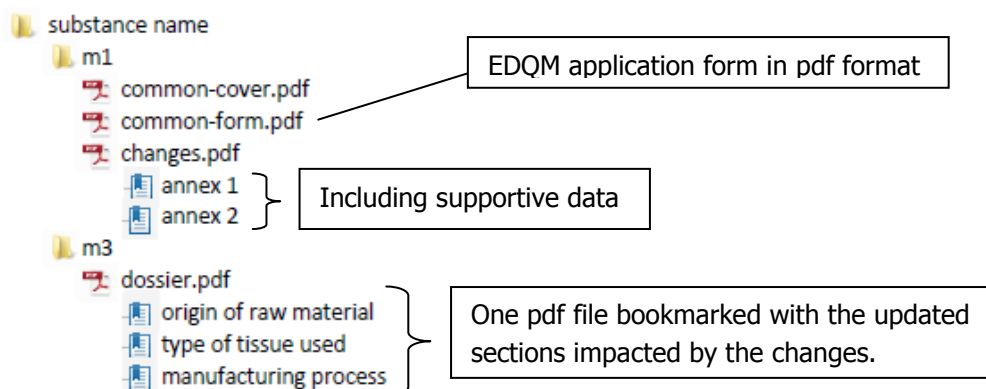 substance name
m1
EDQM application form in pdf format
common-cover.pdf
common-form.pdf
changes.pdf
annex 1
Including supportive data
annex 2
m3
dossier.pdf
origin of raw material
One pdf file bookmarked with the updated
type of tissue used
sections impacted by the changes.
manufacturing process